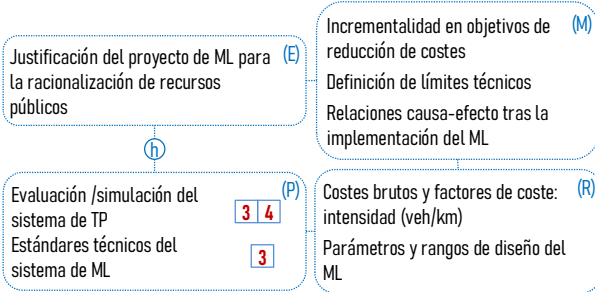 Justificación del proyecto de ML para (E)
la racionalización de recursos
públicos
Incrementalidad en objetivos de (M)
reducción de costes
Definición de límites técnicos
Relaciones causa-efecto tras la
implementación del ML
h
Evaluación /simulación del (P)
sistema de TP 3 4
Estándares técnicos del
sistema de ML 3
Costes brutos y factores de coste: (R)
intensidad (veh/km)
Parámetros y rangos de diseño del
ML